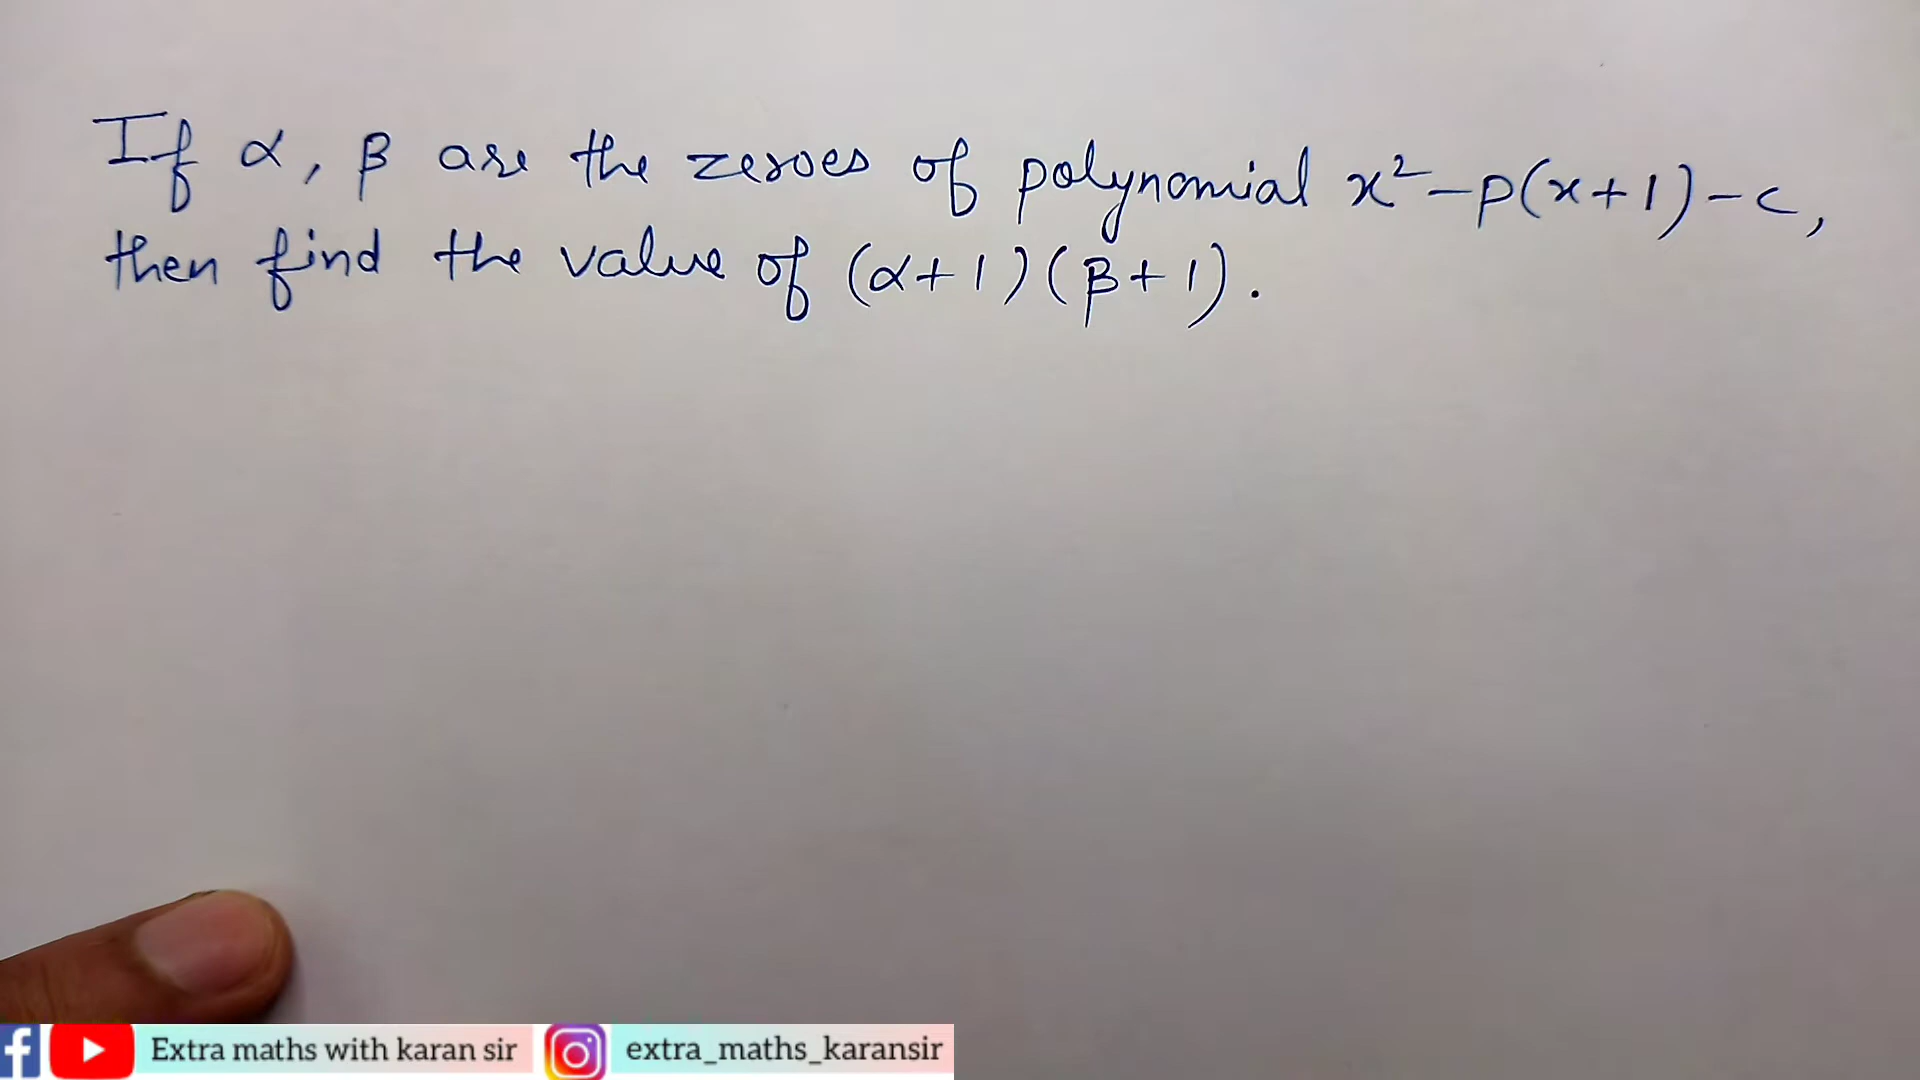 If α, β are the zeroes of polynomial x²-p(x+1)-c,
then find the value of (α+1)(β+1).
Extra maths with karan sir extra_maths_karansir